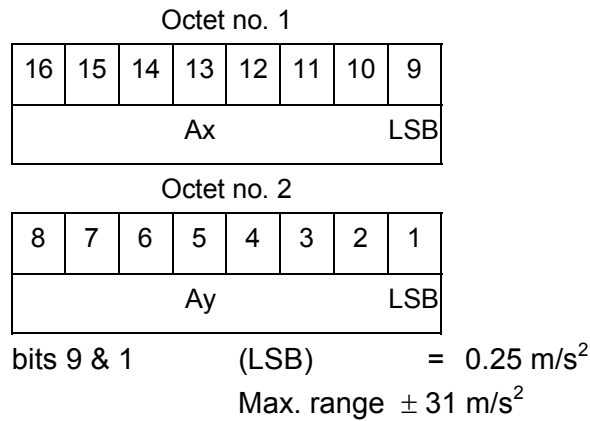 Octet no. 1
16 15 14 13 12 11 10 9
Ax LSB
Octet no. 2
8 7 6 5 4 3 2 1
Ay LSB
bits 9 & 1 (LSB) = 0.25 m/s²
Max. range ± 31 m/s²